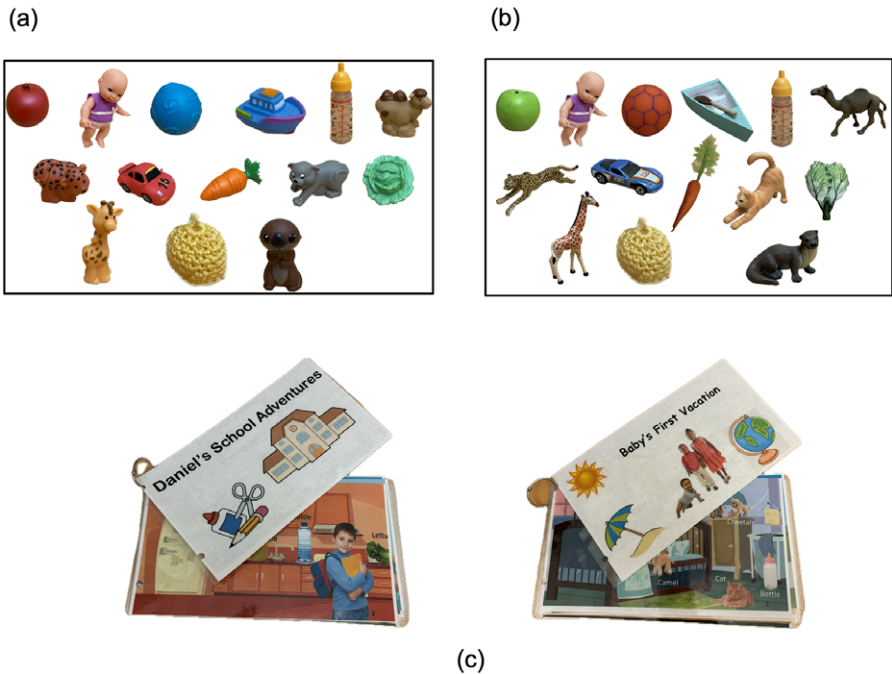 (a)
(b)
Daniel's School Adventures
Baby's First Vacation
Cheetah
Camel
Cat
Bottle
(c)